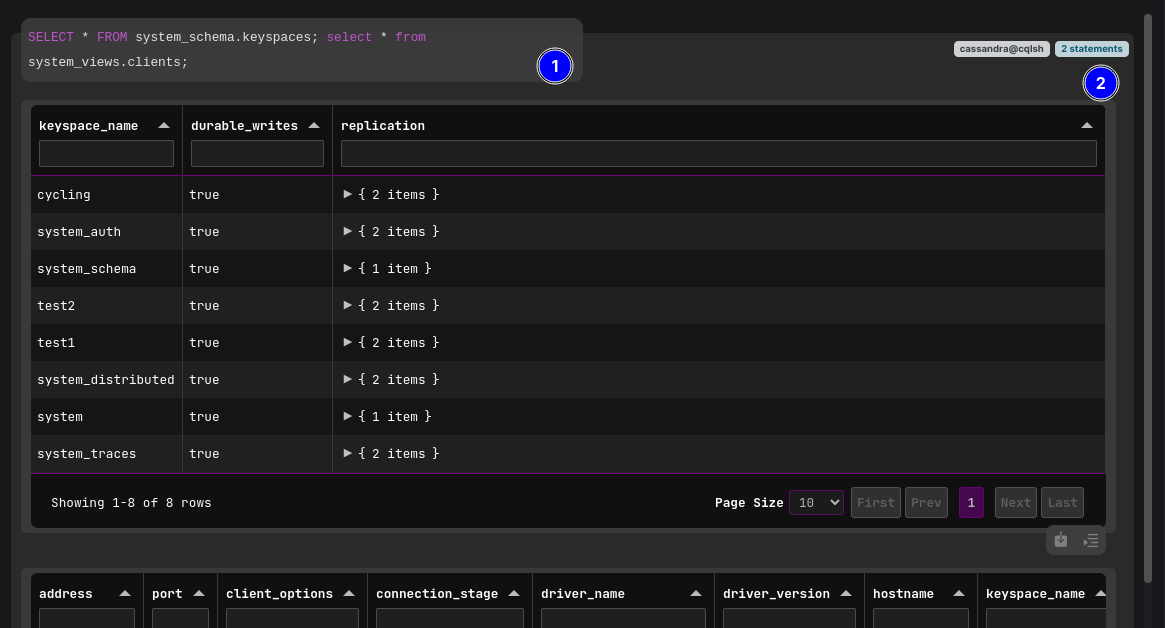 SELECT * FROM system_schema.keyspaces; select * from
system_views.clients;
1
cassandra@cqlsh 2 statements
2
keyspace_name durable_writes replication
cycling true { 2 items }
system_auth true { 2 items }
system_schema true { 1 item }
test2 true { 2 items }
test1 true { 2 items }
system_distributed true { 2 items }
system true { 1 item }
system_traces true { 2 items }
Showing 1-8 of 8 rows Page Size 10 First Prev 1 Next Last
address port client_options connection_stage driver_name driver_version hostname keyspace_name